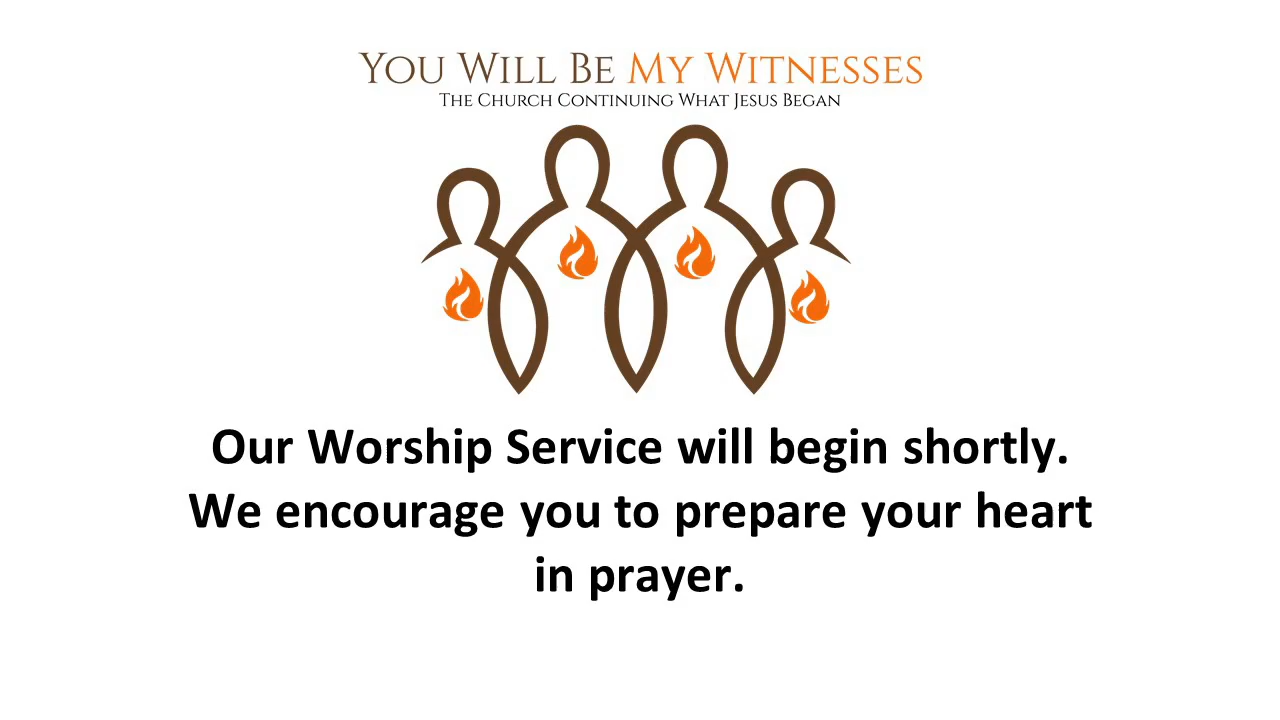 You Will Be My Witnesses
The Church Continuing What Jesus Began
Our Worship Service will begin shortly.
We encourage you to prepare your heart
in prayer.